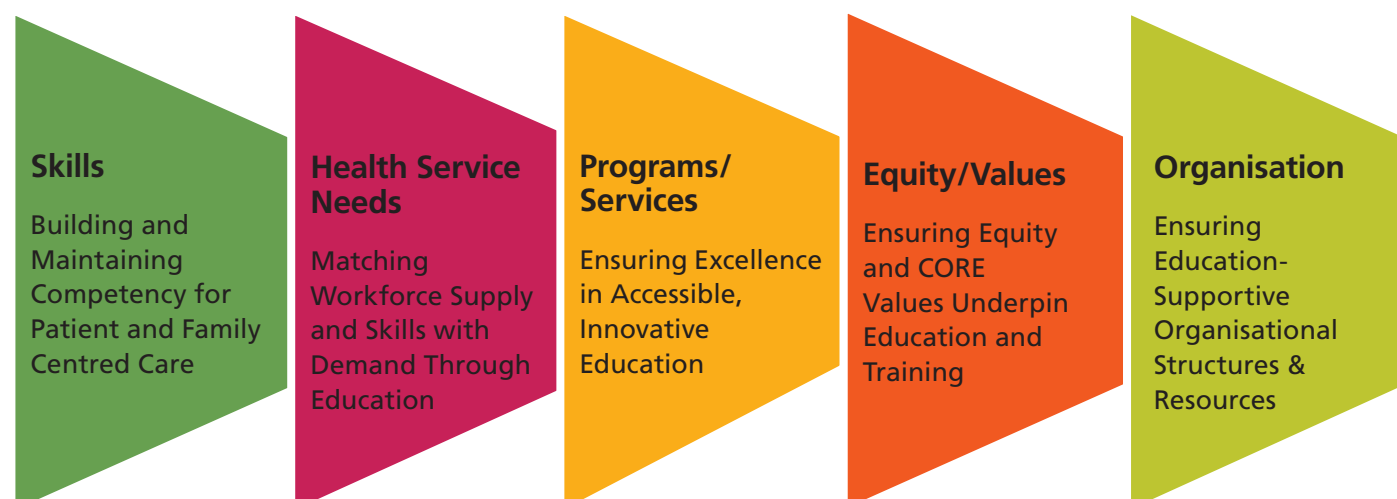 Skills
Building and
Maintaining
Competency for
Patient and Family
Centred Care
Health Service
Needs
Matching
Workforce Supply
and Skills with
Demand Through
Education
Programs/
Services
Ensuring Excellence
in Accessible,
Innovative
Education
Equity/Values
Ensuring Equity
and CORE
Values Underpin
Education and
Training
Organisation
Ensuring
Education-
Supportive
Organisational
Structures &
Resources